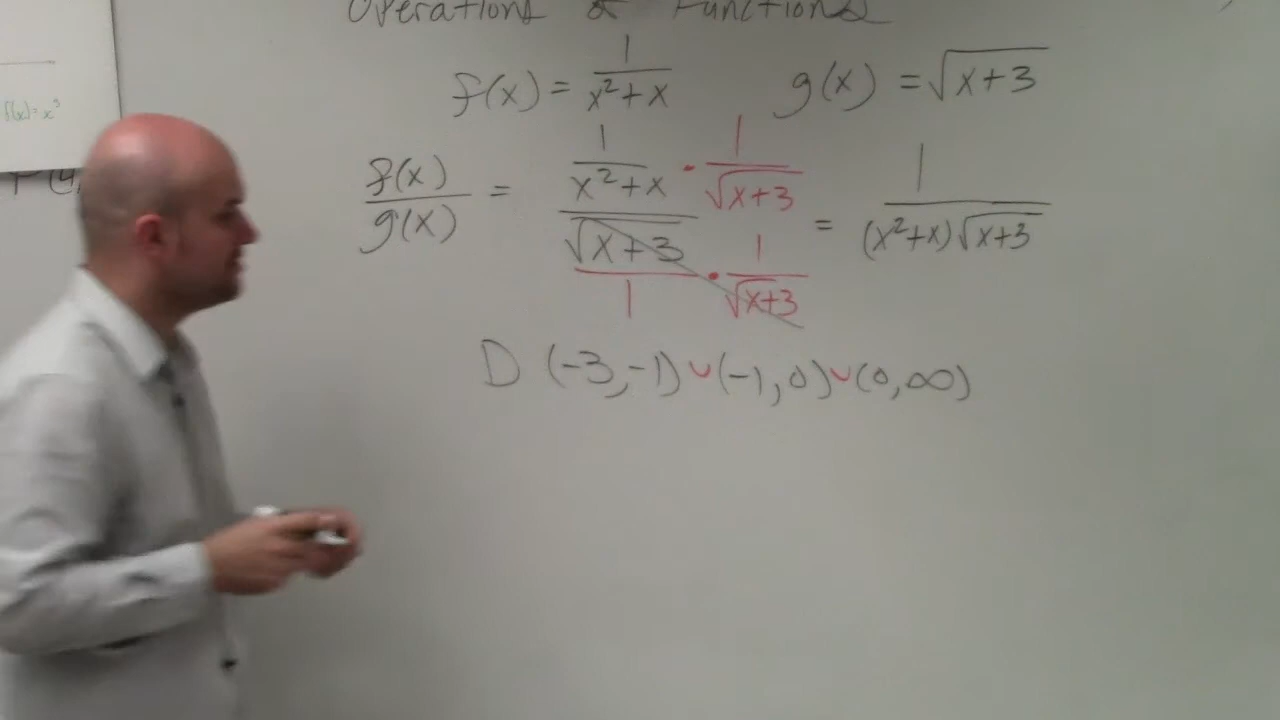 Operations of Functions
f(x) = 1/(x²+x) g(x) = √(x+3)
f(x)/g(x) = (1/(x²+x) · 1/√(x+3)) / (√(x+3)/1 · 1/√(x+3)) = 1/((x²+x)√(x+3))
D (-3,-1) ∪ (-1,0) ∪ (0,∞)
f(x)=x³